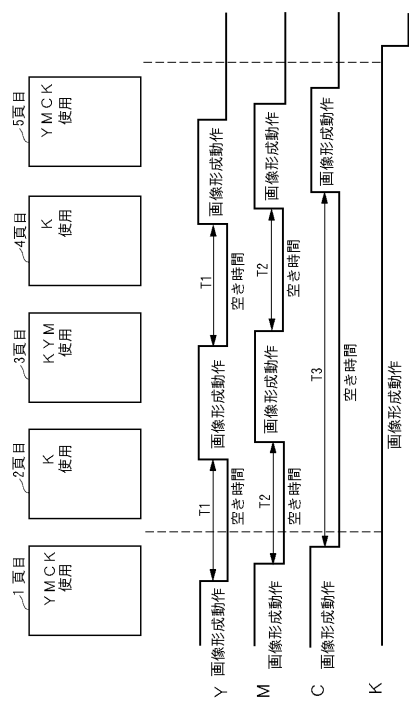 1頁目
YMCK
使用
2頁目
K
使用
3頁目
KYM
使用
4頁目
K
使用
5頁目
YMCK
使用
Y
画像形成動作
T1
空き時間
画像形成動作
T1
空き時間
画像形成動作
M
画像形成動作
T2
空き時間
画像形成動作
T2
空き時間
画像形成動作
C
画像形成動作
T3
空き時間
画像形成動作
K
画像形成動作